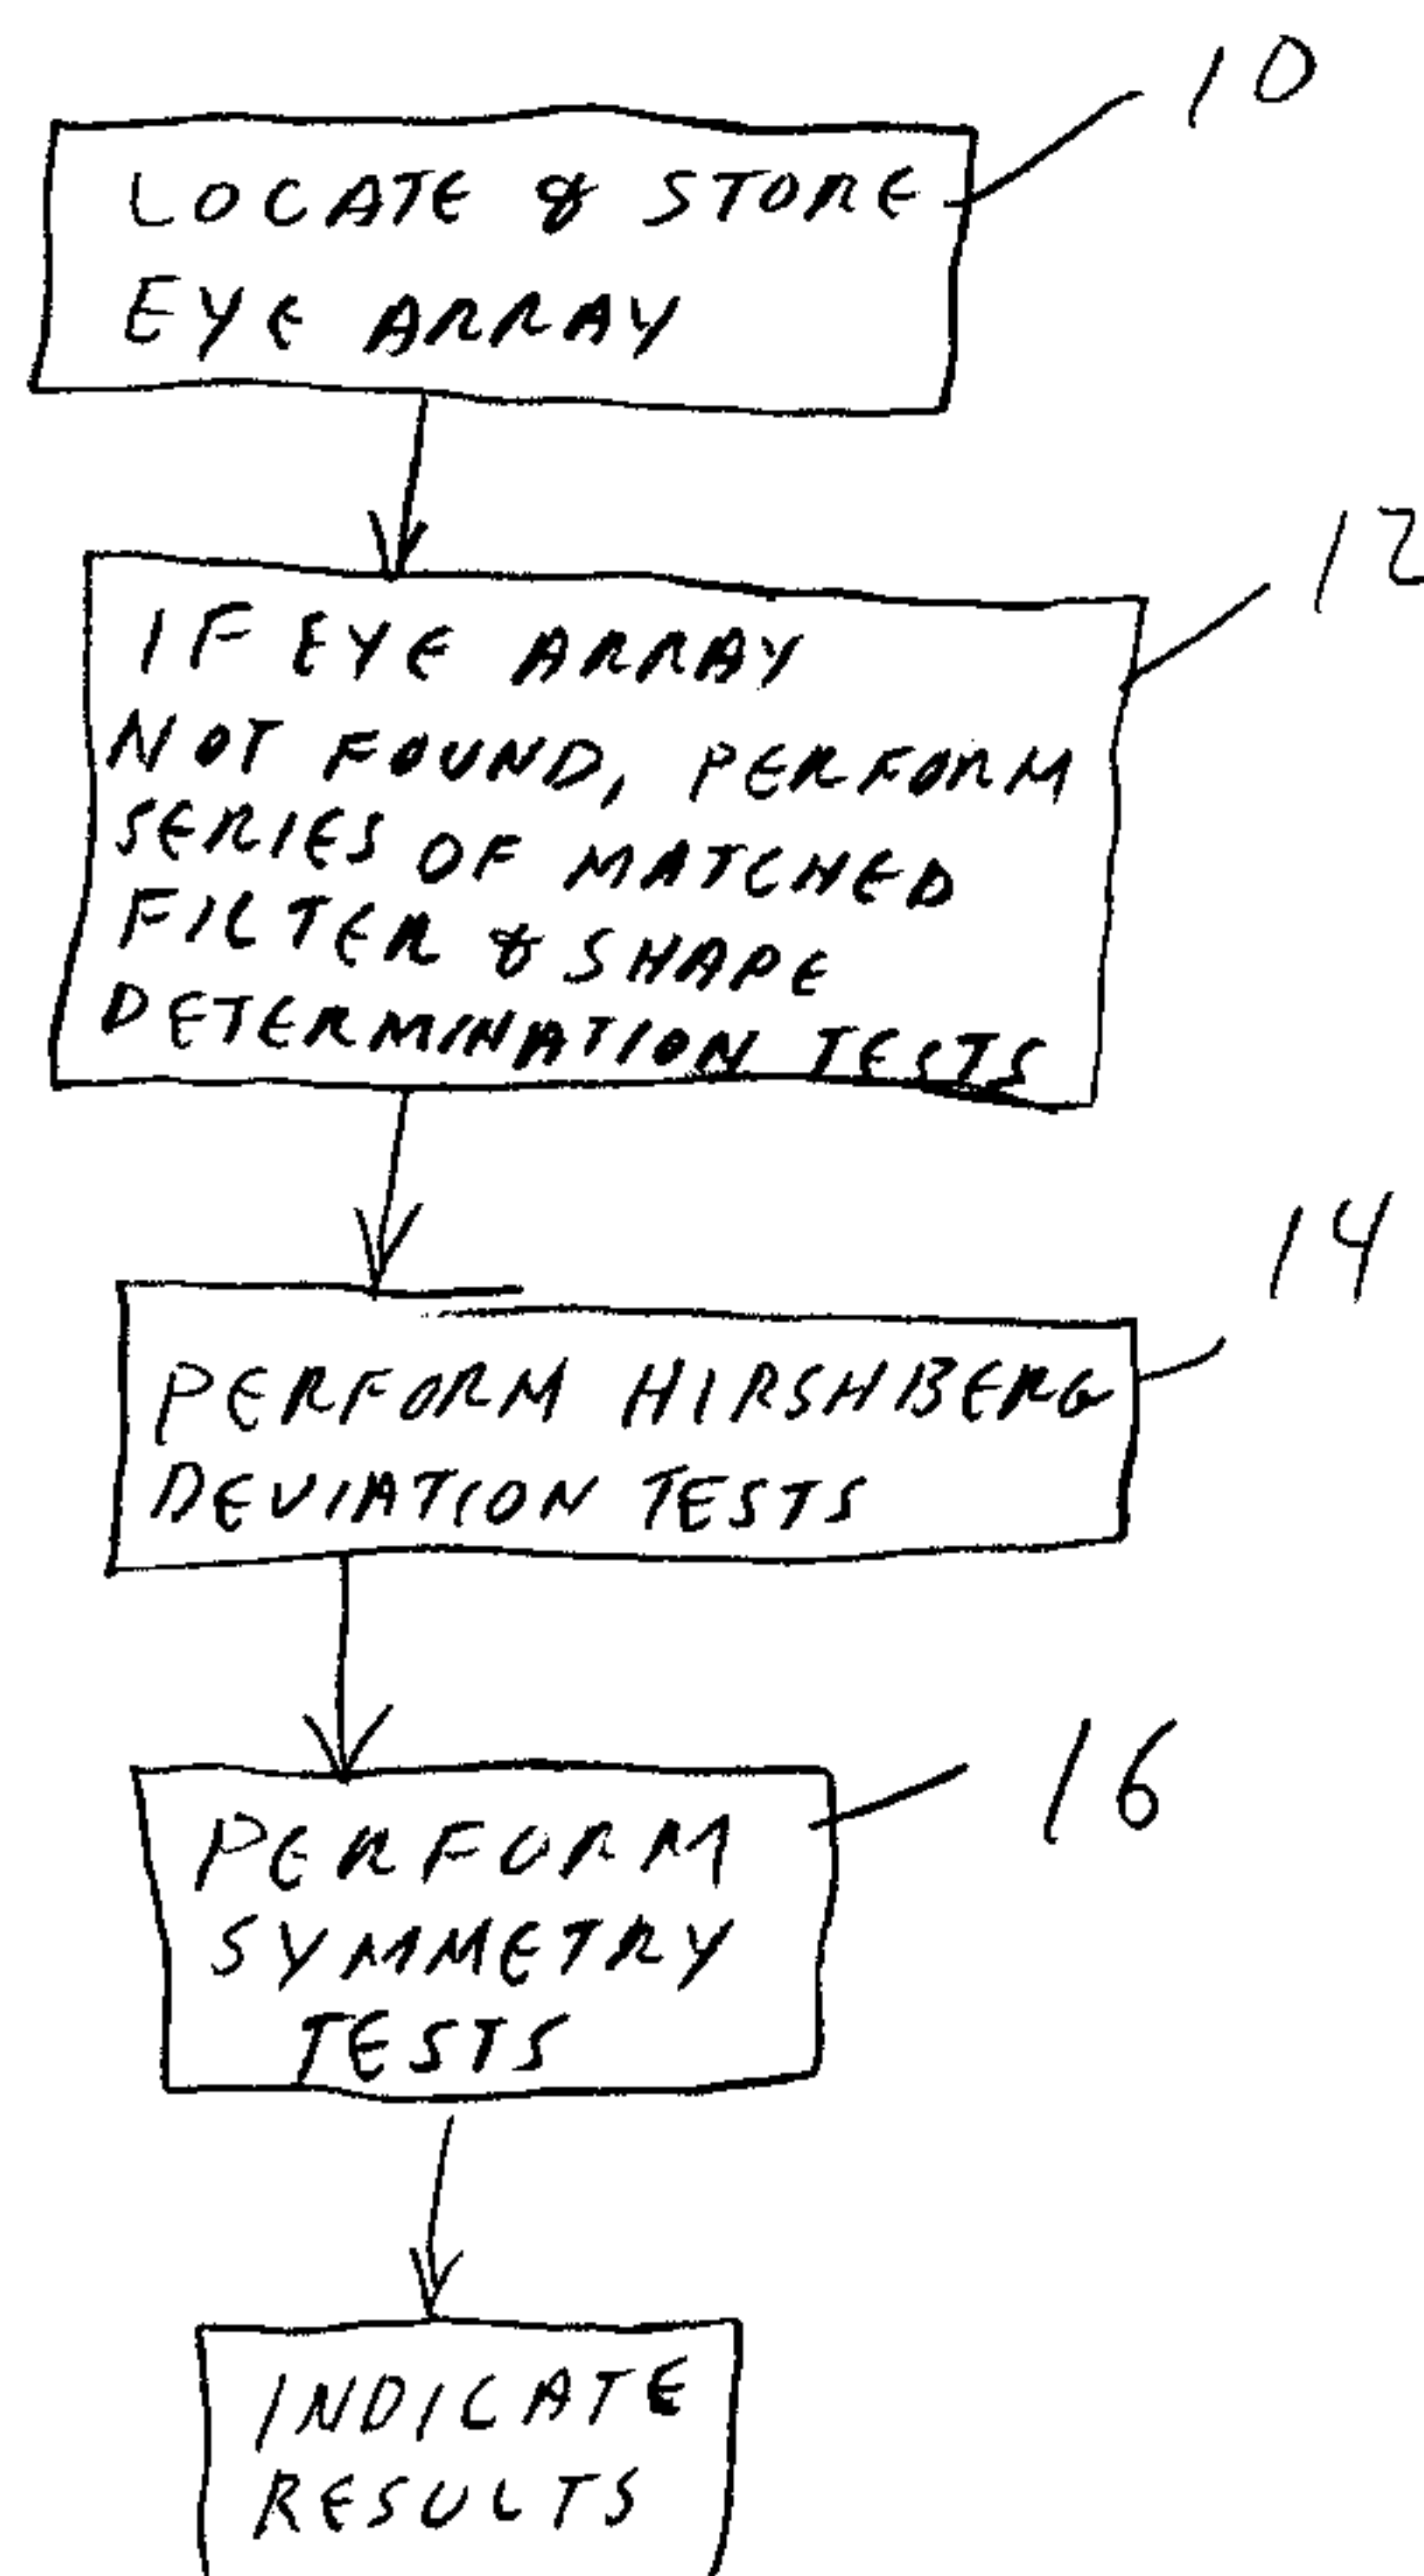 10
LOCATE & STORE
EYE ARRAY
12
IF EYE ARRAY
NOT FOUND, PERFORM
SERIES OF MATCHED
FILTER & SHAPE
DETERMINATION TESTS
14
PERFORM HIRSHBERG
DEVIATION TESTS
16
PERFORM
SYMMETRY
TESTS
INDICATE
RESULTS